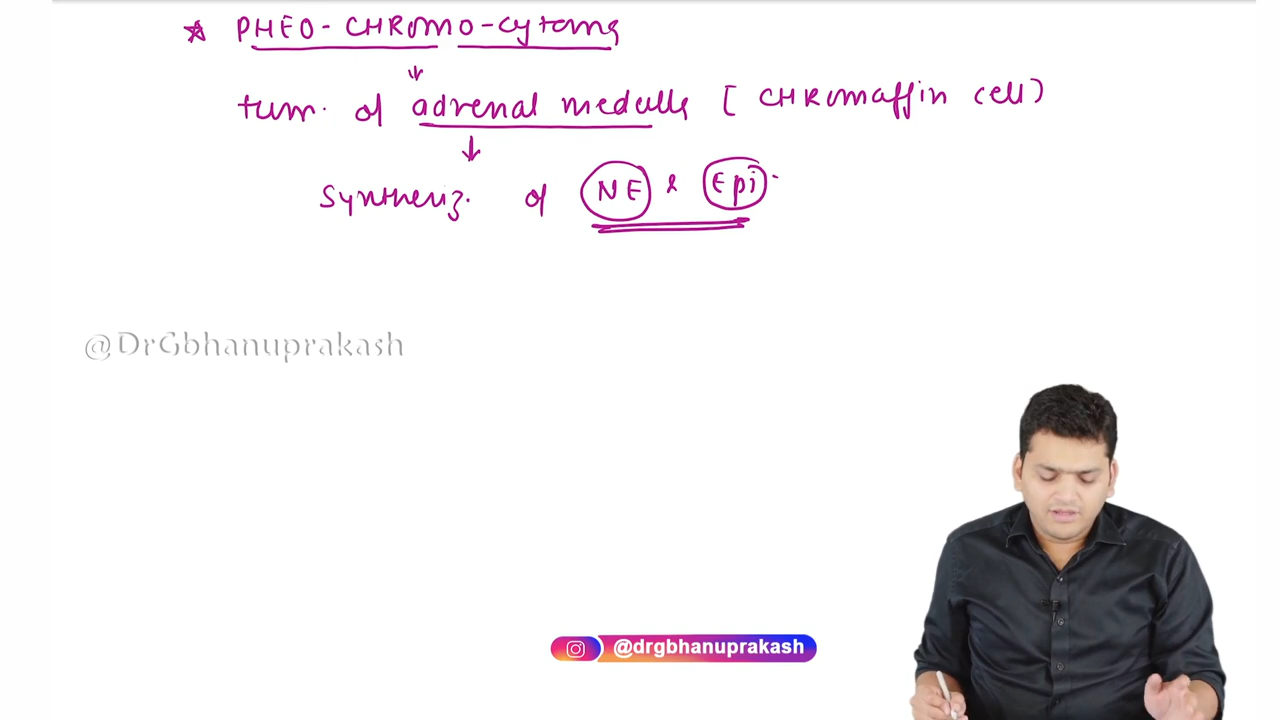 * PHEO - CHROMO - cytoma
tum. of adrenal medulla [ CHROMaffin cell )
Synthesiz. of NE & Epi.
@DrGbhanuprakash
@drgbhanuprakash